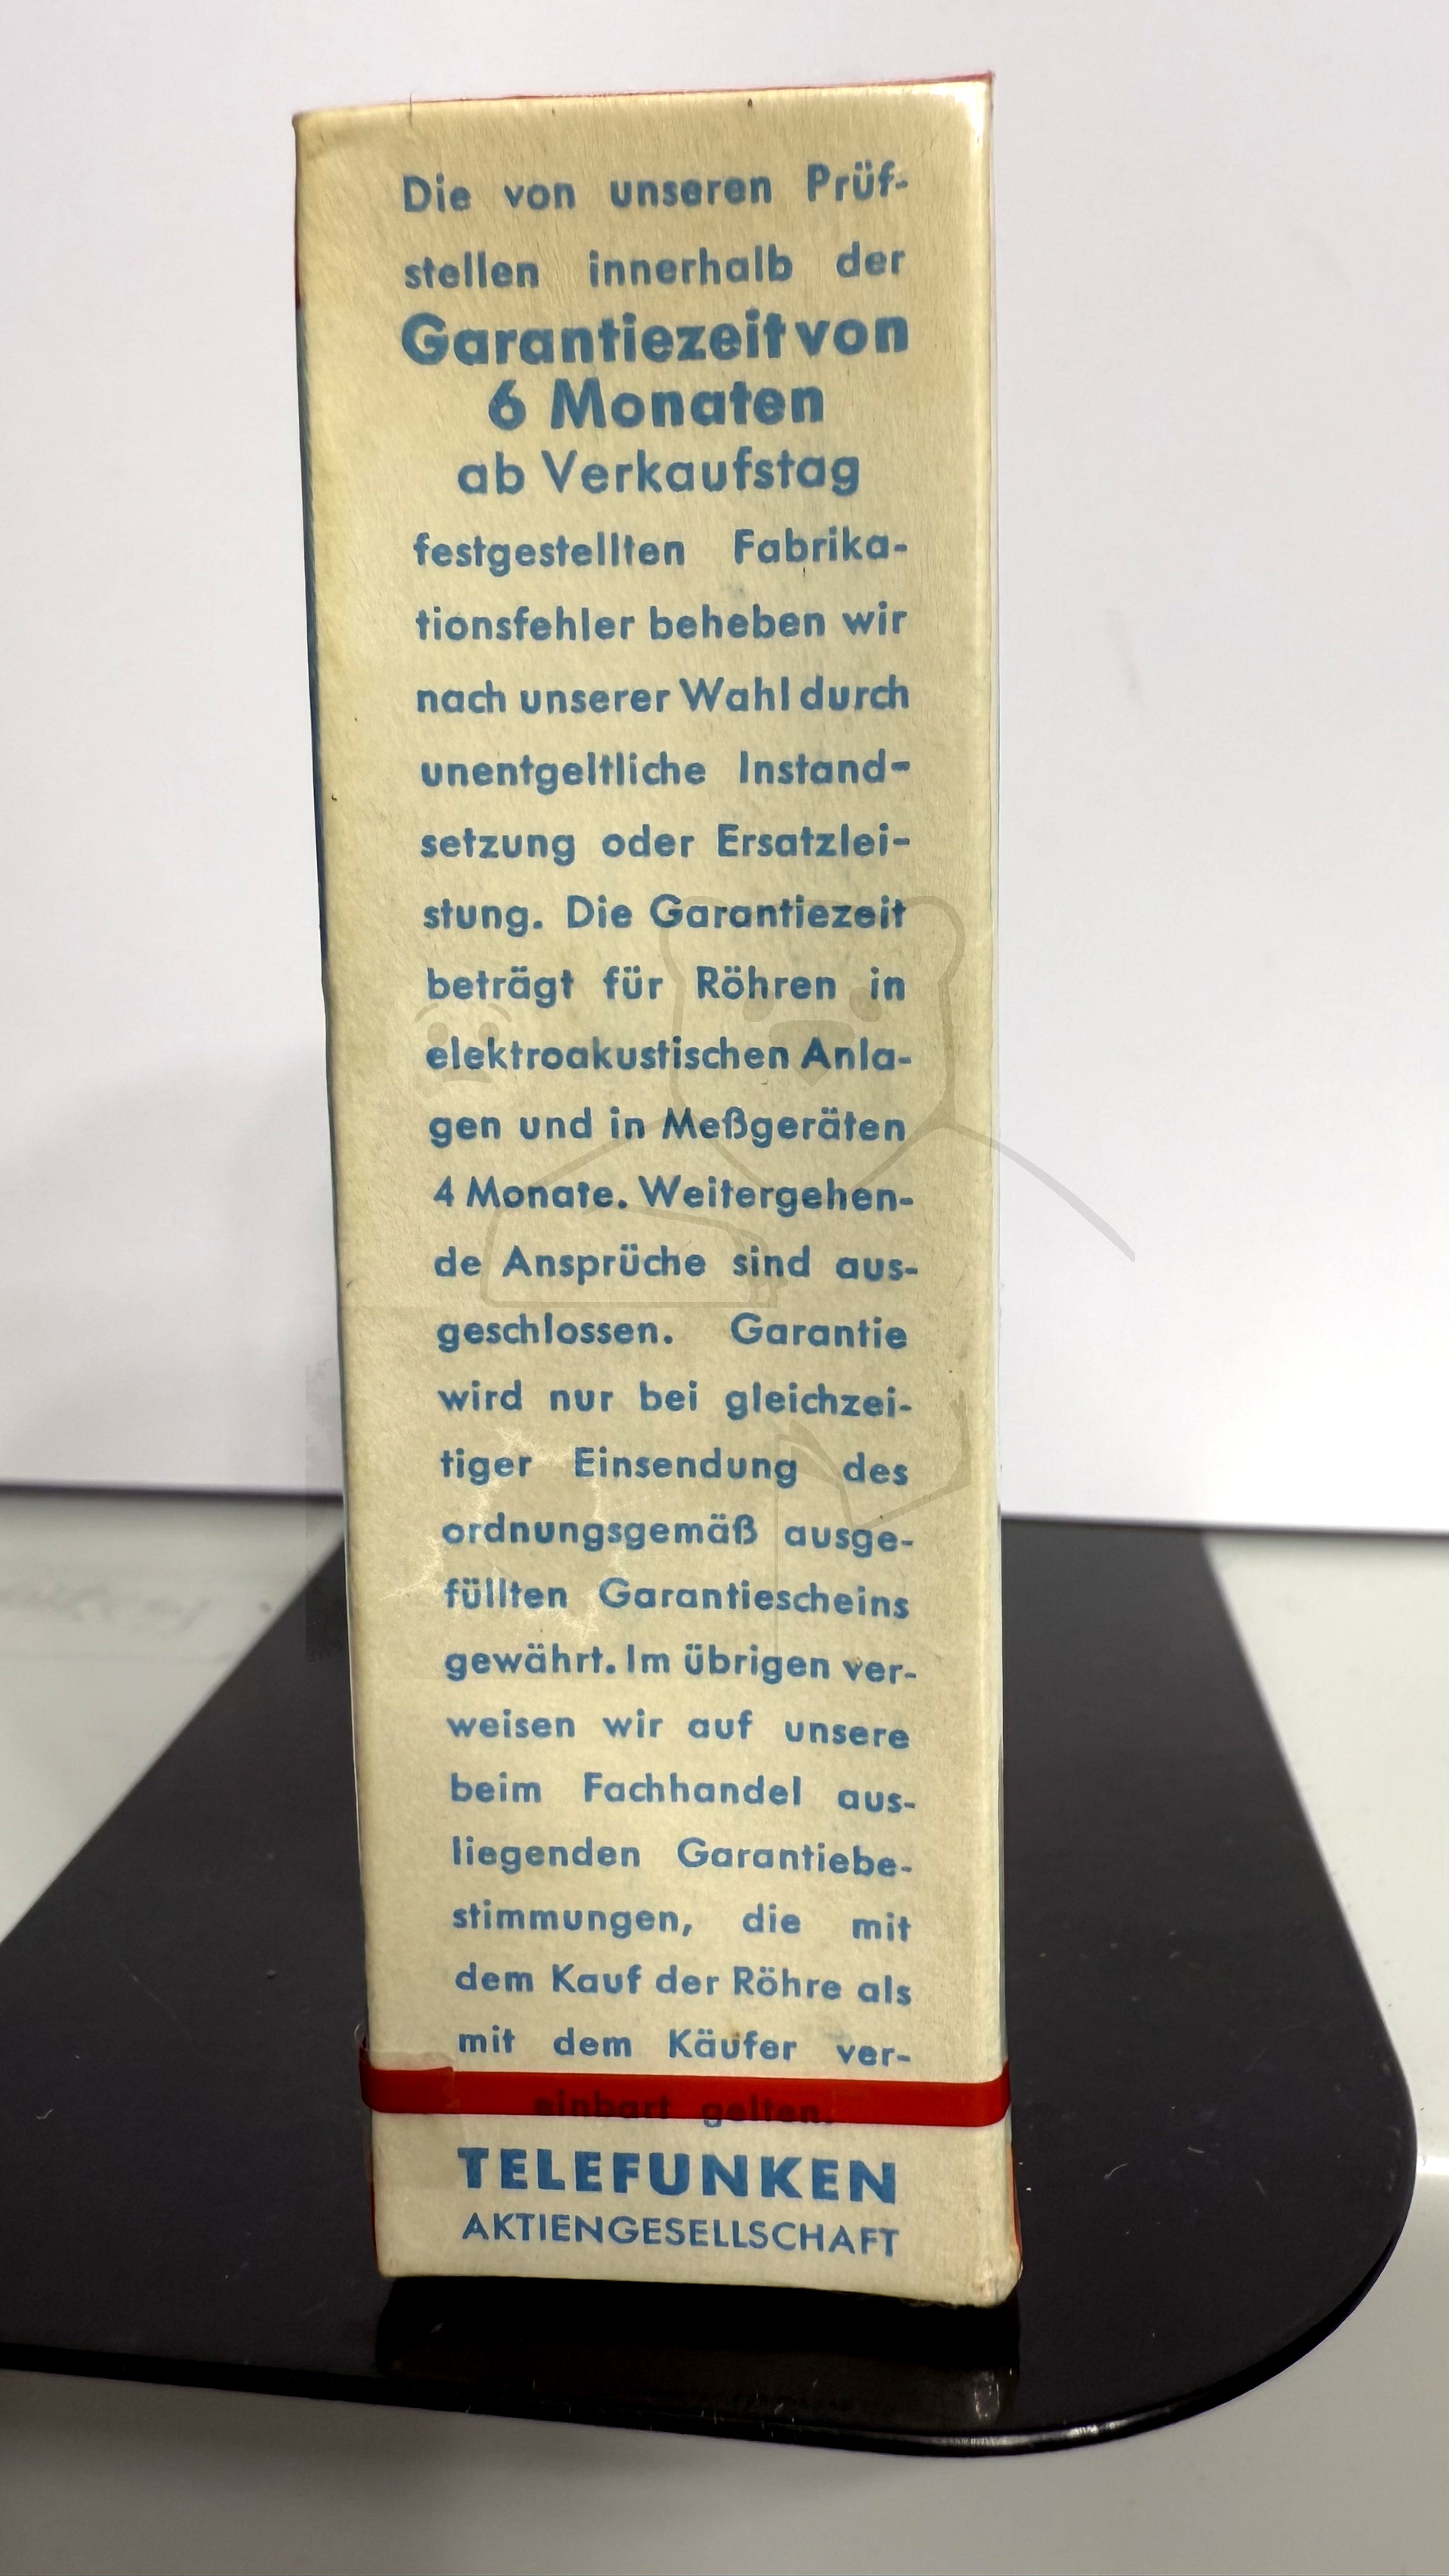 Die von unseren Prüf-
stellen innerhalb der
Garantiezeit von
6 Monaten
ab Verkaufstag
festgestellten Fabrika-
tionsfehler beheben wir
nach unserer Wahl durch
unentgeltliche Instand-
setzung oder Ersatzlei-
stung. Die Garantiezeit
beträgt für Röhren in
elektroakustischen Anla-
gen und in Meßgeräten
4 Monate. Weitergehen-
de Ansprüche sind aus-
geschlossen. Garantie
wird nur bei gleichzei-
tiger Einsendung des
ordnungsgemäß ausge-
füllten Garantiescheins
gewährt. Im übrigen ver-
weisen wir auf unsere
beim Fachhandel aus-
liegenden Garantiebe-
stimmungen, die mit
dem Kauf der Röhre als
mit dem Käufer ver-
einbart gelten.
TELEFUNKEN
AKTIENGESELLSCHAFT